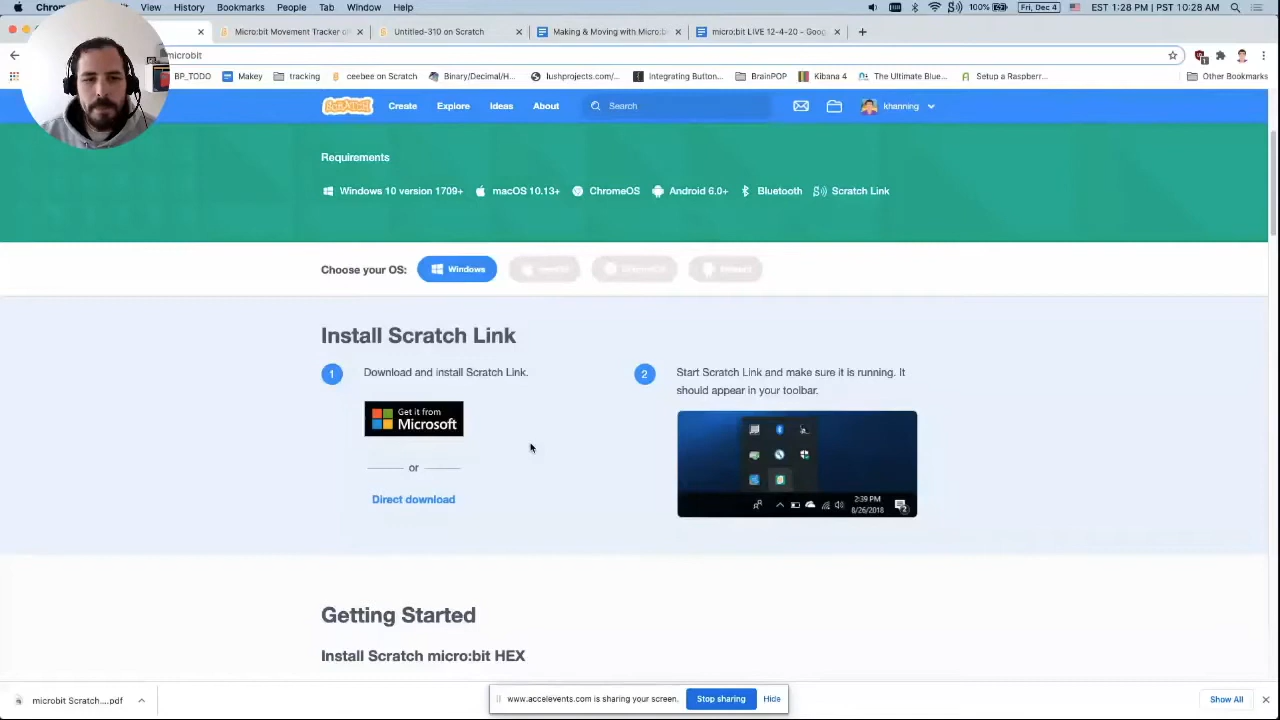 Chrom
View
History
Bookmarks
People
Tab
Window
Help
100%
Fri, Dec 4
EST 1:28 PM | PST 10:28 AM
Micro:bit Movement Tracker o
Untitled-310 on Scratch
Making & Moving with Micro:b
micro:bit LIVE 12-4-20 - Goog
microbit
BP_TODO
Makey
tracking
ceebee on Scratch
Binary/Decimal/H...
lushprojects.com/...
Integrating Button...
BrainPOP
Kibana 4
The Ultimate Blue...
Setup a Raspberr...
Other Bookmarks
SCRATCH
Create
Explore
Ideas
About
Search
khanning
Requirements
Windows 10 version 1709+
macOS 10.13+
ChromeOS
Android 6.0+
Bluetooth
Scratch Link
Choose your OS:
Windows
Install Scratch Link
1
Download and install Scratch Link.
Get it from
Microsoft
or
Direct download
2
Start Scratch Link and make sure it is running. It
should appear in your toolbar.
2:39 PM
8/26/2018
Getting Started
Install Scratch micro:bit HEX
microbit Scratch....pdf
www.accelevents.com is sharing your screen.
Stop sharing
Hide
Show All